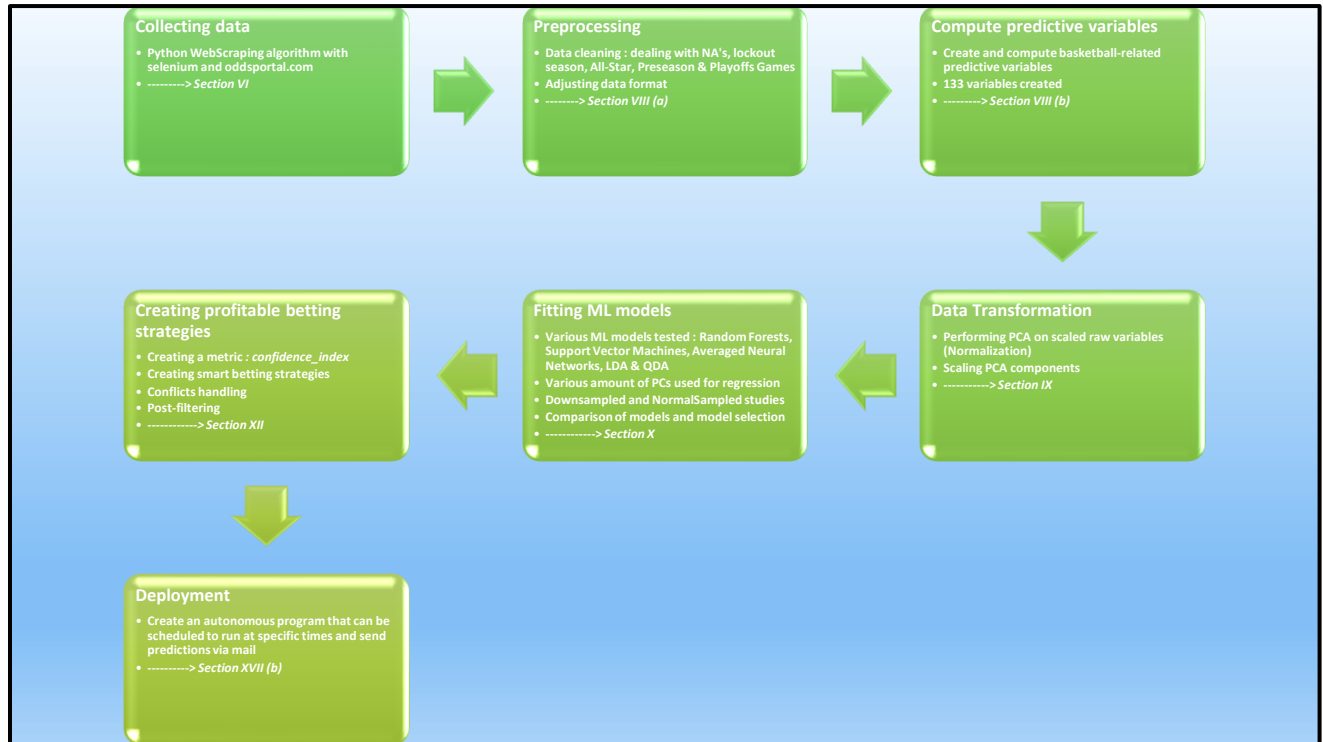 Collecting data
• Python WebScraping algorithm with
selenium and oddsportal.com
• ---------> Section VI
Preprocessing
• Data cleaning : dealing with NA's, lockout
season, All-Star, Preseason & Playoffs Games
• Adjusting data format
• --------> Section VIII (a)
Compute predictive variables
• Create and compute basketball-related
predictive variables
• 133 variables created
• ---------> Section VIII (b)
Data Transformation
• Performing PCA on scaled raw variables
(Normalization)
• Scaling PCA components
• -----------> Section IX
Fitting ML models
• Various ML models tested : Random Forests,
Support Vector Machines, Averaged Neural
Networks, LDA & QDA
• Various amount of PCs used for regression
• Downsampled and NormalSampled studies
• Comparison of models and model selection
• ------------> Section X
Creating profitable betting
strategies
• Creating a metric : confidence_index
• Creating smart betting strategies
• Conflicts handling
• Post-filtering
• ------------> Section XII
Deployment
• Create an autonomous program that can be
scheduled to run at specific times and send
predictions via mail
• ----------> Section XVII (b)